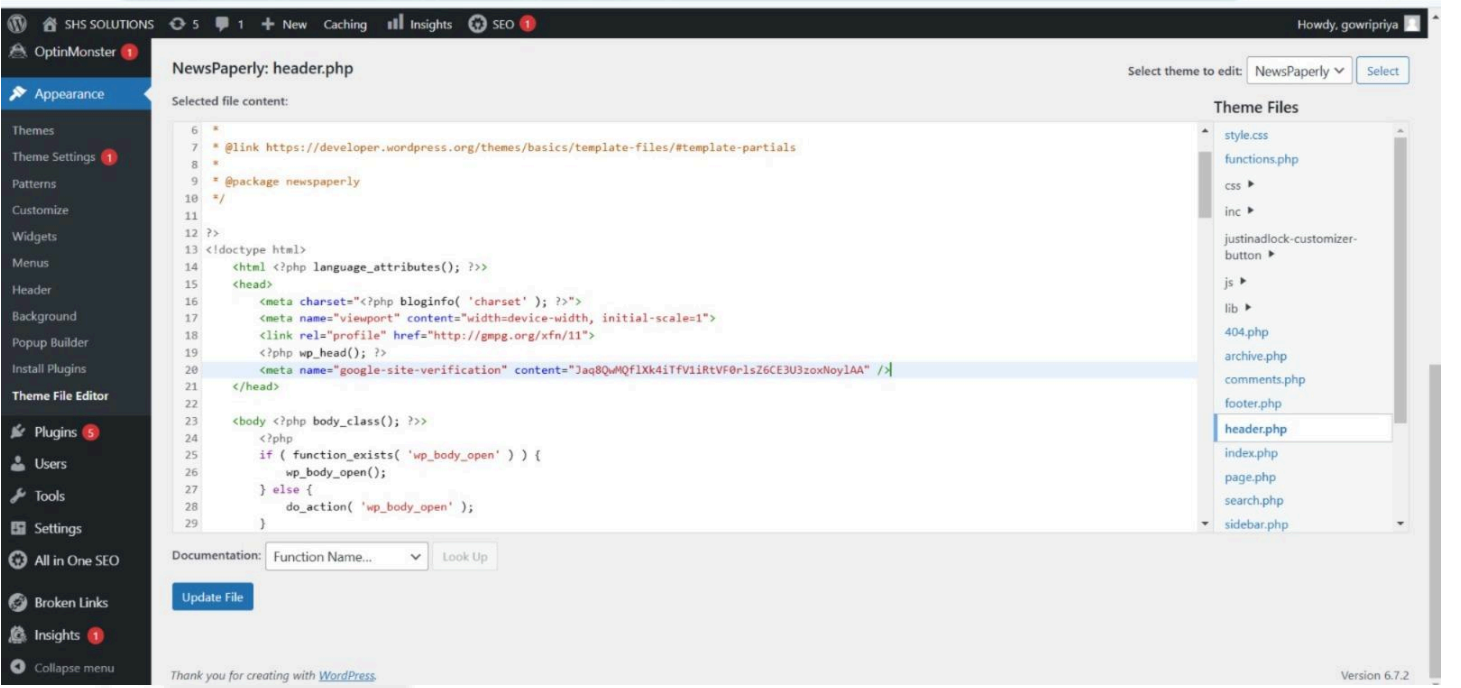 SHS SOLUTIONS 5 1 + New Caching Insights SEO 1 Howdy, gowripriya
OptinMonster 1
Appearance
Themes
Theme Settings 1
Patterns
Customize
Widgets
Menus
Header
Background
Popup Builder
Install Plugins
Theme File Editor
Plugins 5
Users
Tools
Settings
All in One SEO
Broken Links
Insights 1
Collapse menu
NewsPaperly: header.php
Select theme to edit: NewsPaperly Select
Selected file content:
6 *
7 * @link https://developer.wordpress.org/themes/basics/template-files/#template-partials
8 *
9 * @package newspaperly
10 */
11
12 ?>
13 <!doctype html>
14 <html <?php language_attributes(); ?>>
15 <head>
16 <meta charset="<?php bloginfo( 'charset' ); ?>">
17 <meta name="viewport" content="width=device-width, initial-scale=1">
18 <link rel="profile" href="http://gmpg.org/xfn/11">
19 <?php wp_head(); ?>
20 <meta name="google-site-verification" content="Jaq8QwMQflXk4iTfV1iRtVF0rlsZ6CE3U3zoxNoylAA" />
21 </head>
22
23 <body <?php body_class(); ?>>
24 <?php
25 if ( function_exists( 'wp_body_open' ) ) {
26 wp_body_open();
27 } else {
28 do_action( 'wp_body_open' );
29 }
Theme Files
style.css
functions.php
css
inc
justinadlock-customizer-
button
js
lib
404.php
archive.php
comments.php
footer.php
header.php
index.php
page.php
search.php
sidebar.php
Documentation: Function Name... Look Up
Update File
Thank you for creating with WordPress.
Version 6.7.2